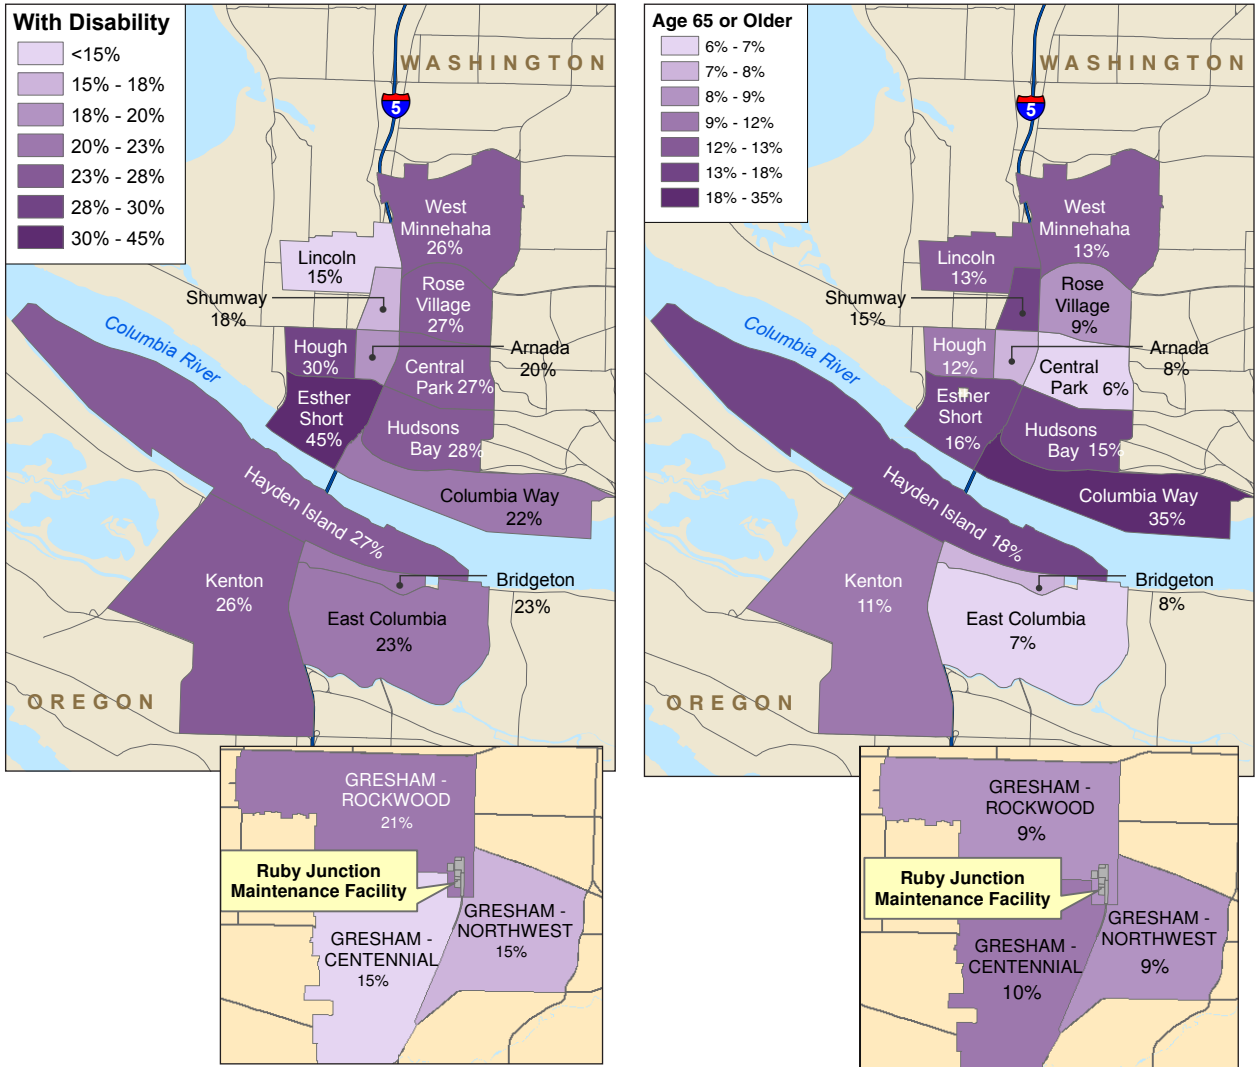 With Disability
<15%
15% - 18%
18% - 20%
20% - 23%
23% - 28%
28% - 30%
30% - 45%
WASHINGTON
5
West
Minnehaha
26%
Lincoln
15%
Rose
Village
27%
Shumway
18%
Columbia River
Hough
30%
Arnada
20%
Central
Park 27%
Esther
Short
45%
Hudsons
Bay 28%
Hayden Island 27%
Columbia Way
22%
Kenton
26%
Bridgeton
23%
East Columbia
23%
OREGON
GRESHAM -
ROCKWOOD
21%
Ruby Junction
Maintenance Facility
GRESHAM -
NORTHWEST
15%
GRESHAM -
CENTENNIAL
15%
Age 65 or Older
6% - 7%
7% - 8%
8% - 9%
9% - 12%
12% - 13%
13% - 18%
18% - 35%
WASHINGTON
5
West
Minnehaha
13%
Lincoln
13%
Rose
Village
9%
Shumway
15%
Columbia River
Hough
12%
Arnada
8%
Central
Park 6%
Esther
Short
16%
Hudsons
Bay 15%
Hayden Island 18%
Columbia Way
35%
Kenton
11%
Bridgeton
8%
East Columbia
7%
OREGON
GRESHAM -
ROCKWOOD
9%
Ruby Junction
Maintenance Facility
GRESHAM -
NORTHWEST
9%
GRESHAM -
CENTENNIAL
10%